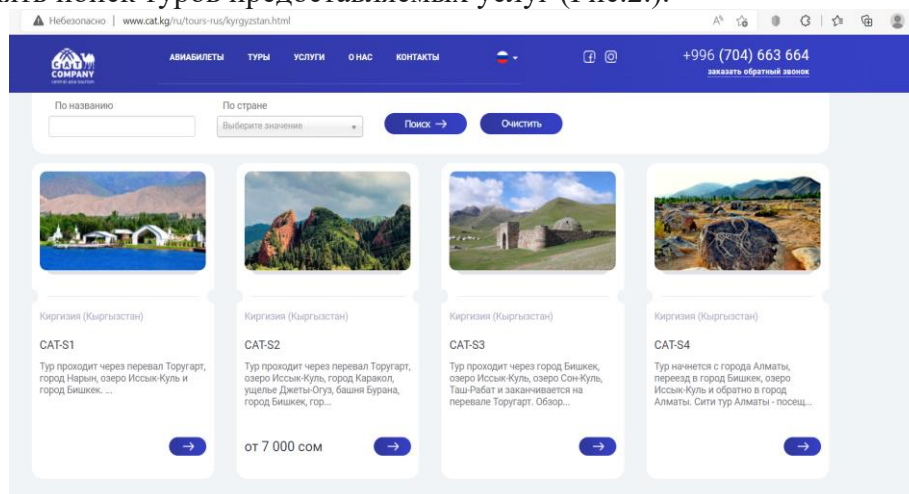 поиск туров предоставляемых услуг (Рис.2.).
Небезопасно | www.cat.kg/ru/tours-rus/kyrgyzstan.html
CAT
COMPANY
АВИАБИЛЕТЫ ТУРЫ УСЛУГИ О НАС КОНТАКТЫ
+996 (704) 663 664
заказать обратный звонок
По названию По стране
Выберите значение Поиск → Очистить
Киргизия (Кыргызстан)
CAT-S1
Тур проходит через перевал Торугарт,
город Нарын, озеро Иссык-Куль и
город Бишкек. ...
Киргизия (Кыргызстан)
CAT-S2
Тур проходит через перевал Торугарт,
озеро Иссык-Куль, город Каракол,
ущелье Джеты-Огуз, башня Бурана,
город Бишкек, гор...
от 7 000 сом
Киргизия (Кыргызстан)
CAT-S3
Тур проходит через город Бишкек,
озеро Иссык-Куль, озеро Сон-Куль,
Таш-Рабат и заканчивается на
перевале Торугарт. Обзор...
Киргизия (Кыргызстан)
CAT-S4
Тур начнется с города Алматы,
переезд в город Бишкек, озеро
Иссык-Куль и обратно в город
Алматы. Сити тур Алматы - посещ...